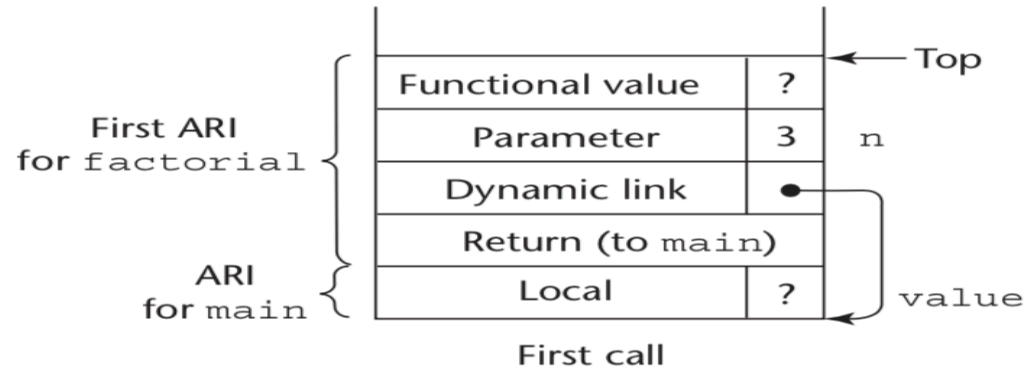 Top
Functional value ?
First ARI
for factorial
Parameter 3 n
Dynamic link
Return (to main)
ARI
for main
Local ?
value
First call